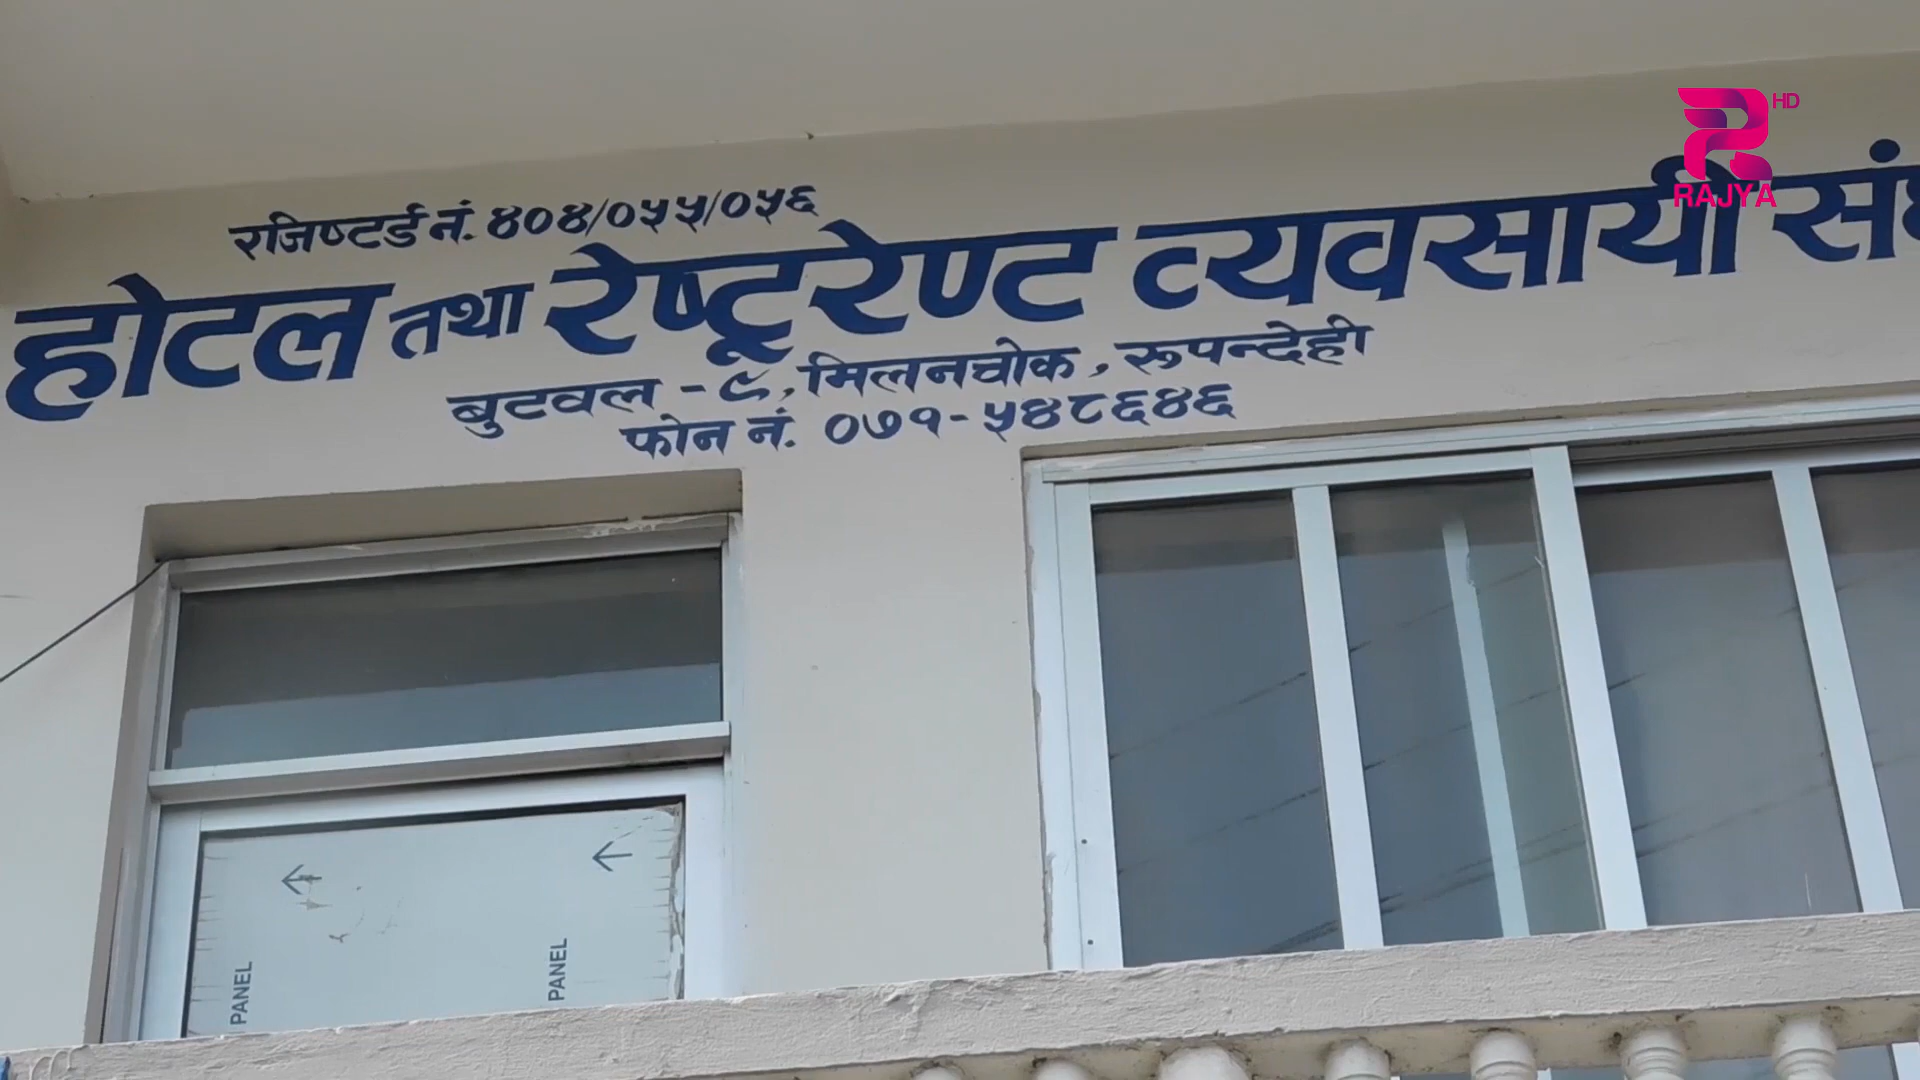 रजिष्टर्ड नं. ४०४/०५५/०५६
होटल तथा रेष्टूरेण्ट व्यवसायी
बुटवल - ९, मिलनचोक, रूपन्देही
फोन नं. ०७१-५४८६४६
HD
RAJYA
PANEL
PANEL